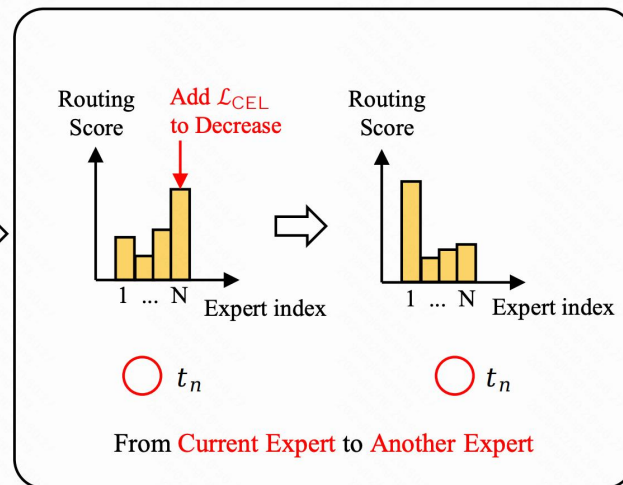 Routing
Score
Add ℒCEL
to Decrease
1 ... N
Expert index
tn
Routing
Score
1 ... N
Expert index
tn
From Current Expert to Another Expert